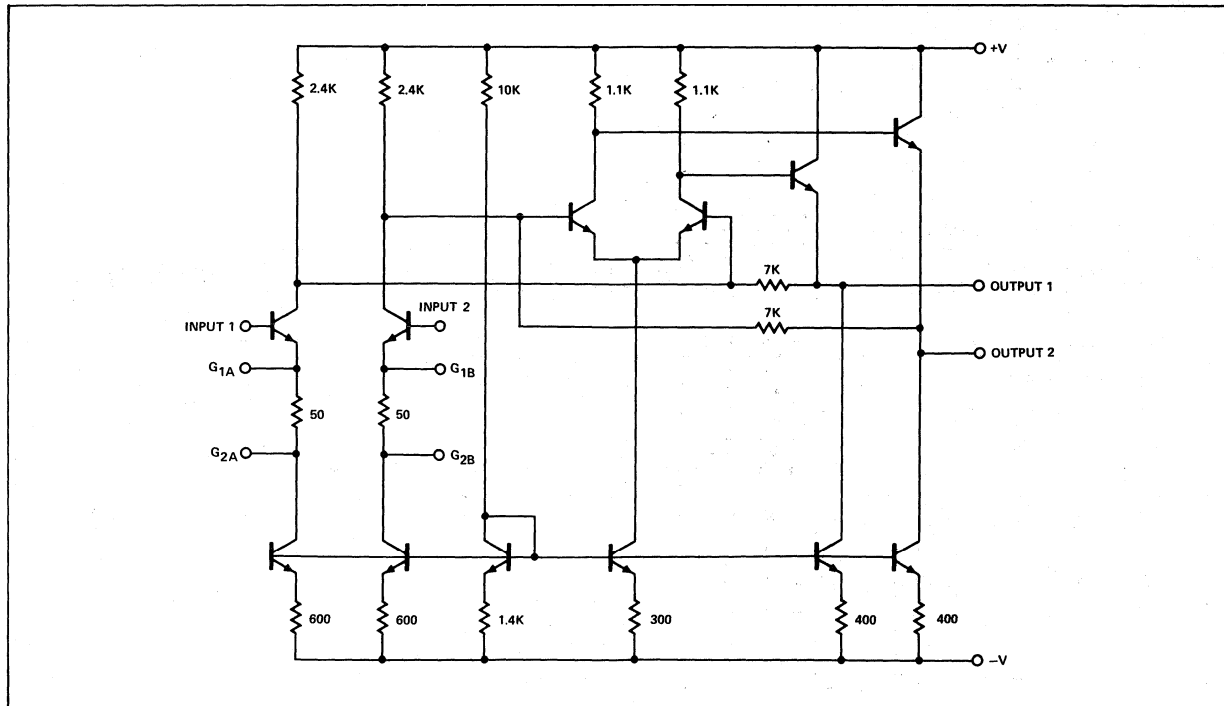 +V
2.4K 2.4K 10K 1.1K 1.1K
7K
OUTPUT 1
INPUT 1 INPUT 2
7K
OUTPUT 2
G1A G1B
50 50
G2A G2B
600 600 1.4K 300 400 400
–V